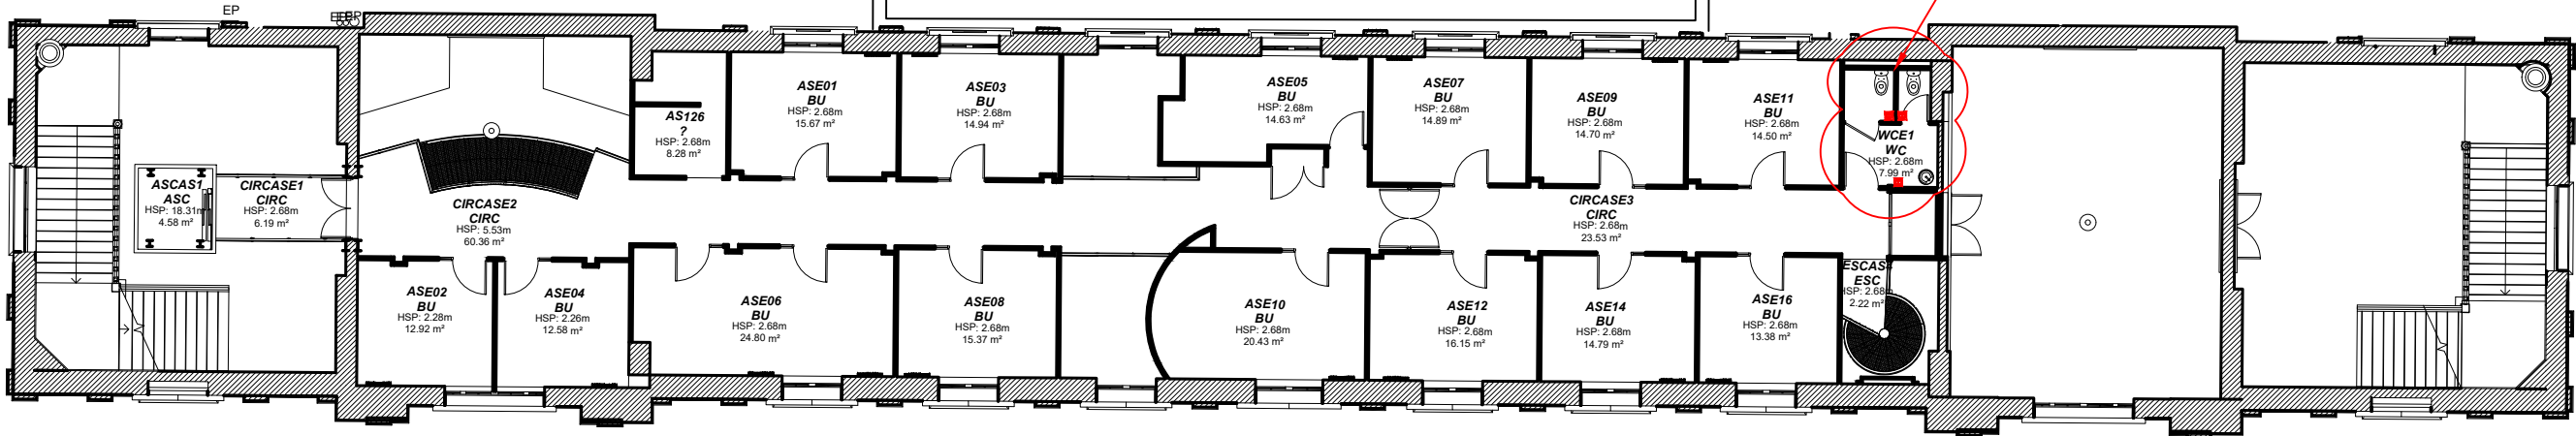 EP
ASE01
BU
HSP: 2.68m
15.67 m²
ASE03
BU
HSP: 2.68m
14.94 m²
ASE05
BU
HSP: 2.68m
14.63 m²
ASE07
BU
HSP: 2.68m
14.89 m²
ASE09
BU
HSP: 2.68m
14.70 m²
ASE11
BU
HSP: 2.68m
14.50 m²
AS126
?
HSP: 2.68m
8.28 m²
WCE1
WC
HSP: 2.68m
7.99 m²
ASCAS1
ASC
HSP: 18.31m
4.58 m²
CIRCASE1
CIRC
HSP: 2.68m
6.19 m²
CIRCASE2
CIRC
HSP: 5.53m
60.36 m²
CIRCASE3
CIRC
HSP: 2.68m
23.53 m²
ASE02
BU
HSP: 2.28m
12.92 m²
ASE04
BU
HSP: 2.26m
12.58 m²
ASE06
BU
HSP: 2.68m
24.80 m²
ASE08
BU
HSP: 2.68m
15.37 m²
ASE10
BU
HSP: 2.68m
20.43 m²
ASE12
BU
HSP: 2.68m
16.15 m²
ASE14
BU
HSP: 2.68m
14.79 m²
ASE16
BU
HSP: 2.68m
13.38 m²
ESC
HSP: 2.68m
2.22 m²